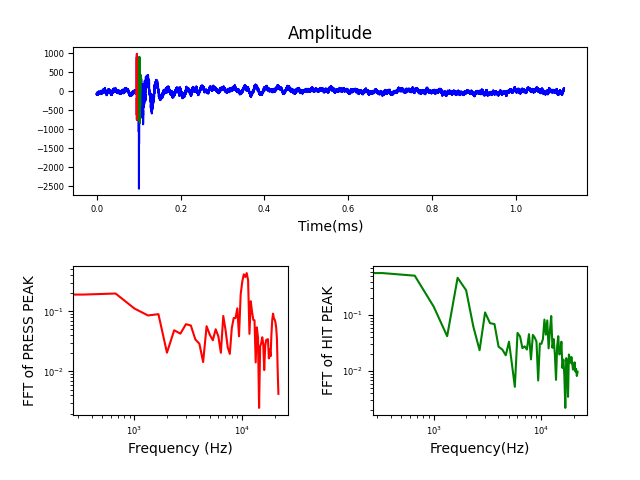 Amplitude
1000
500
0
−500
−1000
−1500
−2000
−2500
0.0 0.2 0.4 0.6 0.8 1.0
Time(ms)
FFT of PRESS PEAK
10⁻¹
10⁻²
10³ 10⁴
Frequency (Hz)
FFT of HIT PEAK
10⁻¹
10⁻²
10³ 10⁴
Frequency(Hz)